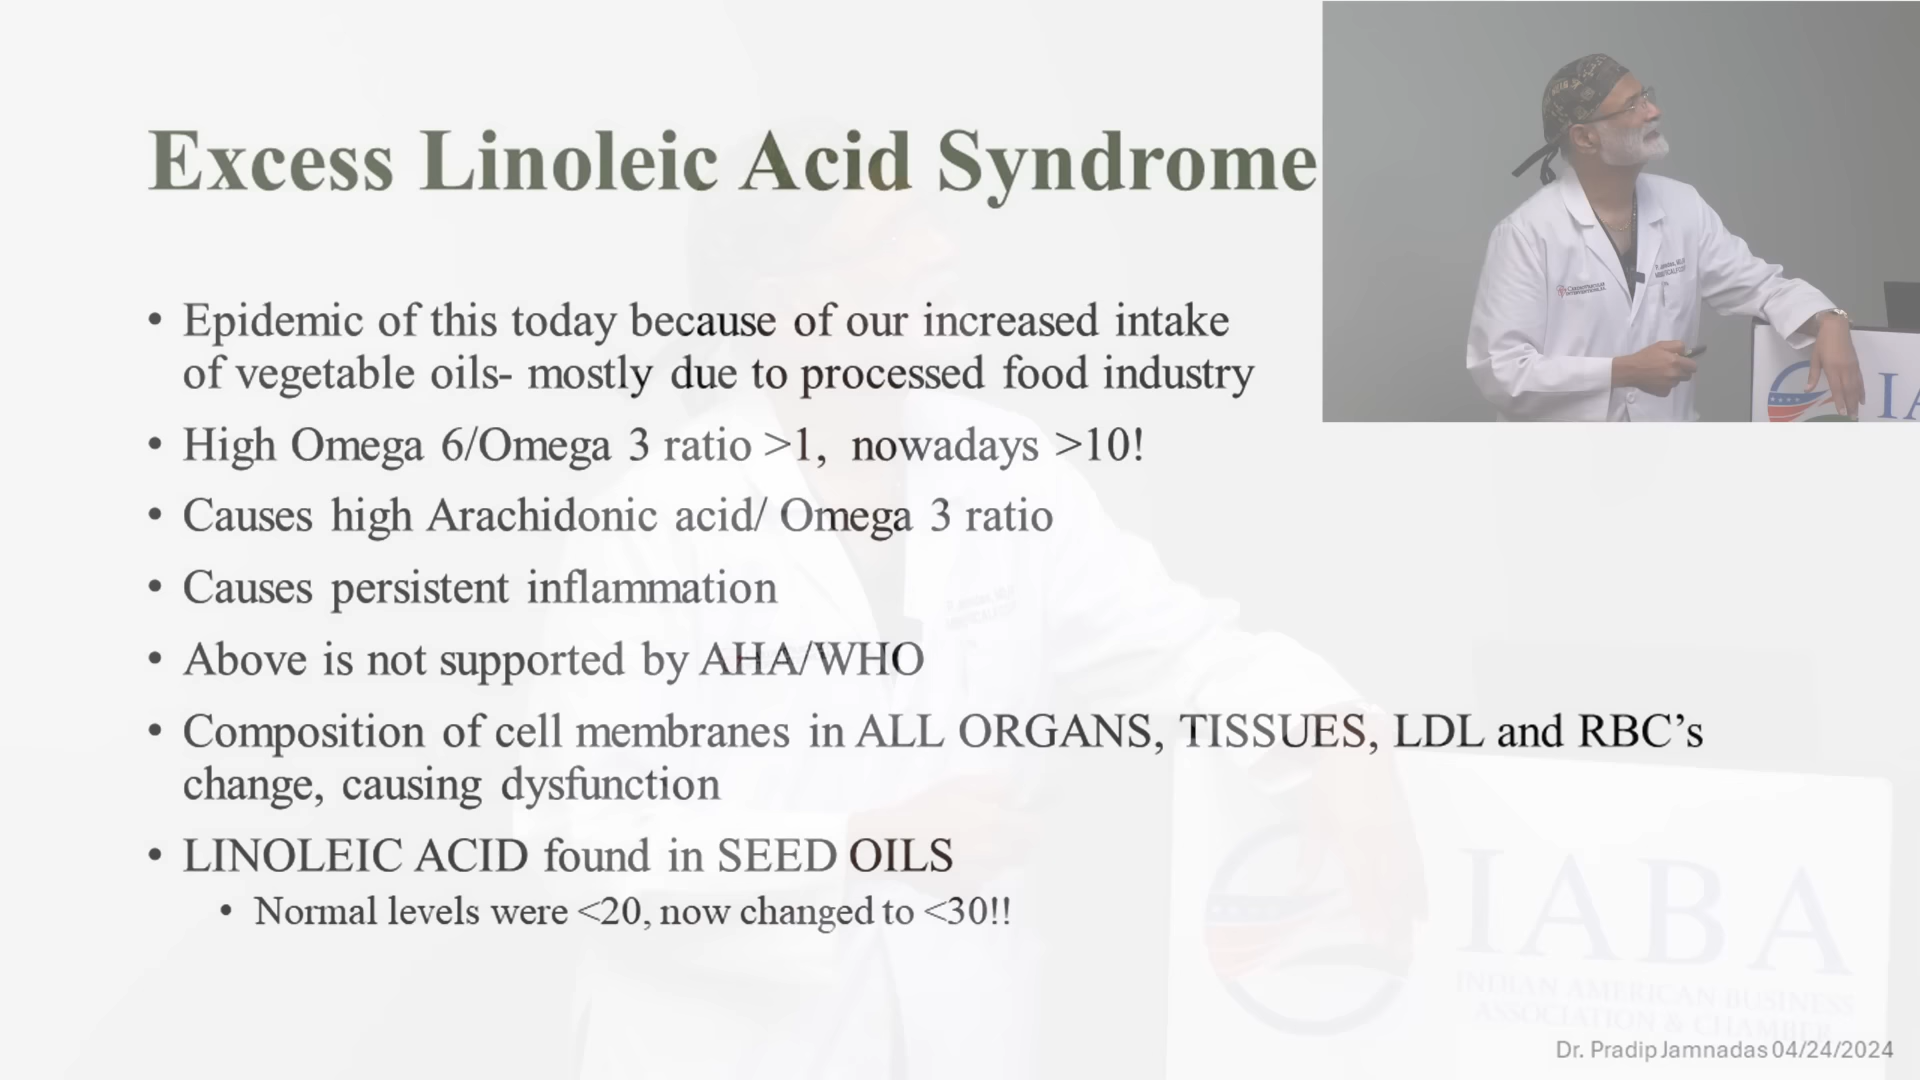 Excess Linoleic Acid Syndrome
• Epidemic of this today because of our increased intake
of vegetable oils- mostly due to processed food industry
• High Omega 6/Omega 3 ratio >1, nowadays >10!
• Causes high Arachidonic acid/ Omega 3 ratio
• Causes persistent inflammation
• Above is not supported by AHA/WHO
• Composition of cell membranes in ALL ORGANS, TISSUES, LDL and RBC’s
change, causing dysfunction
• LINOLEIC ACID found in SEED OILS
• Normal levels were <20, now changed to <30!!
IA
IABA
INDIAN AMERICAN BUSINESS
ASSOCIATION & CHAMBER
Dr. Pradip Jamnadas 04/24/2024